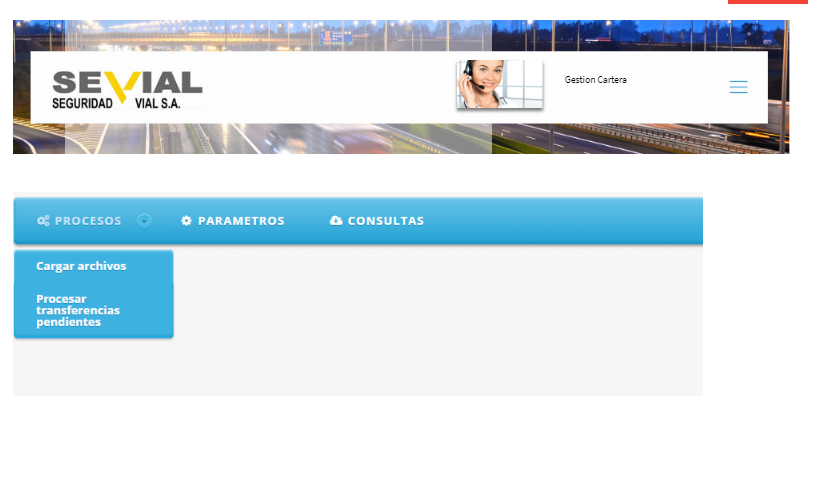 SEVIAL
SEGURIDAD VIAL S.A.
Gestion Cartera
PROCESOS PARAMETROS CONSULTAS
Cargar archivos
Procesar
transferencias
pendientes